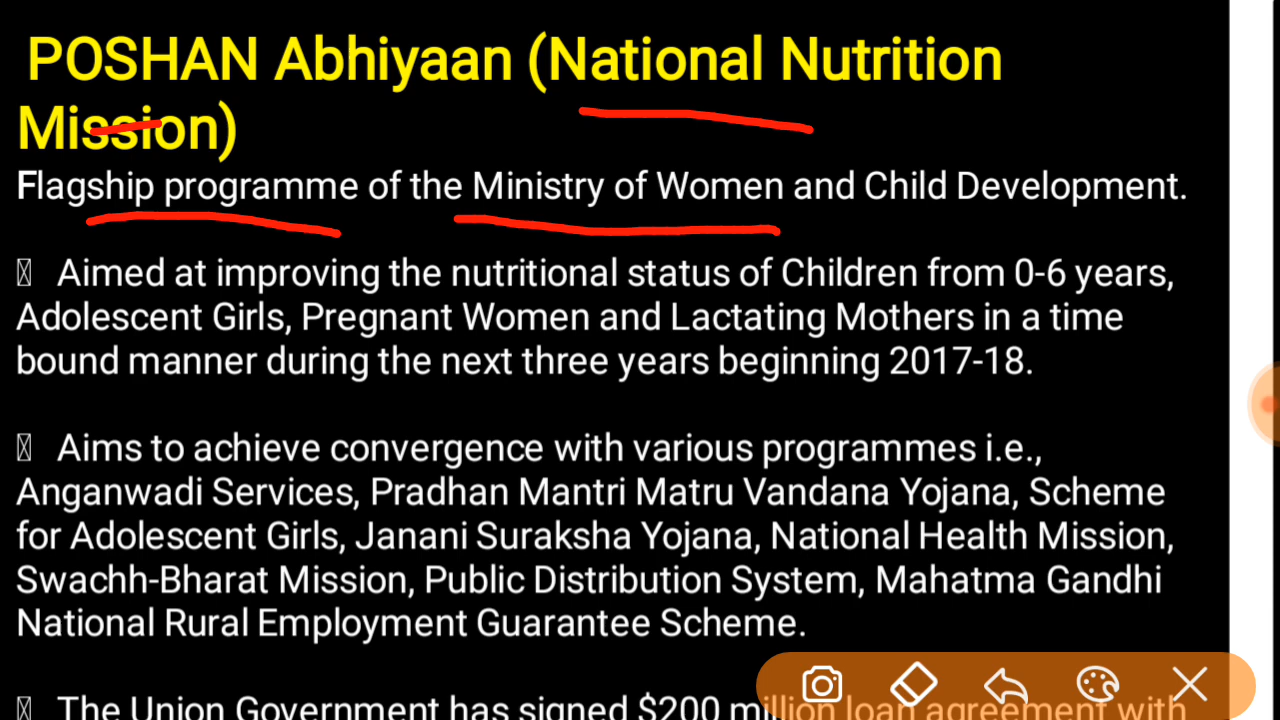 POSHAN Abhiyaan (National Nutrition
Mission)
Flagship programme of the Ministry of Women and Child Development.
Aimed at improving the nutritional status of Children from 0-6 years,
Adolescent Girls, Pregnant Women and Lactating Mothers in a time
bound manner during the next three years beginning 2017-18.
Aims to achieve convergence with various programmes i.e.,
Anganwadi Services, Pradhan Mantri Matru Vandana Yojana, Scheme
for Adolescent Girls, Janani Suraksha Yojana, National Health Mission,
Swachh-Bharat Mission, Public Distribution System, Mahatma Gandhi
National Rural Employment Guarantee Scheme.
The Union Government has signed $200 million loan agreement with